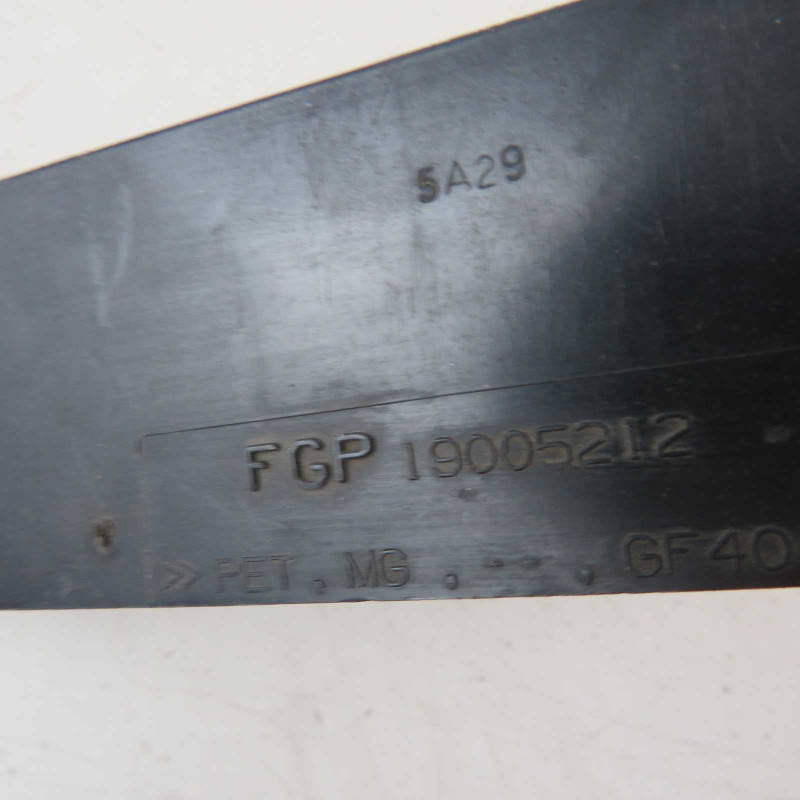 5A29
FGP 19005212
>> PET . MG , -- , GF40